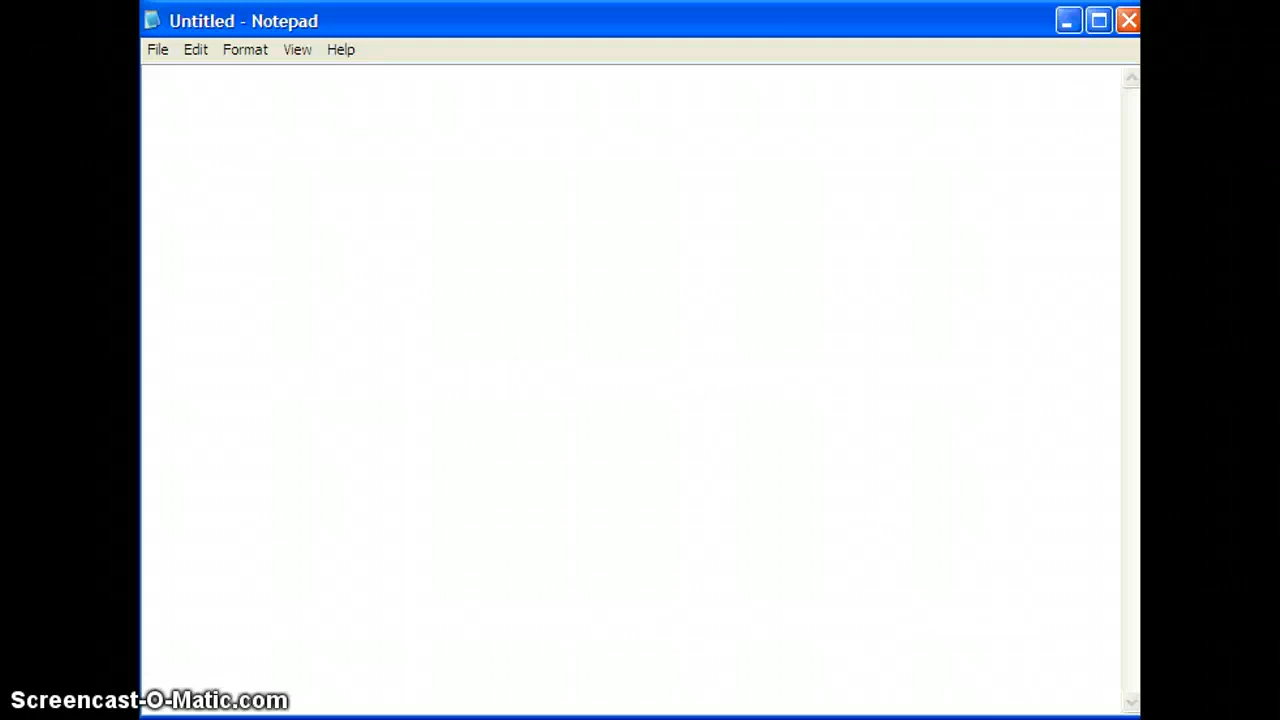 Untitled - Notepad
File Edit Format View Help
Screencast-O-Matic.com